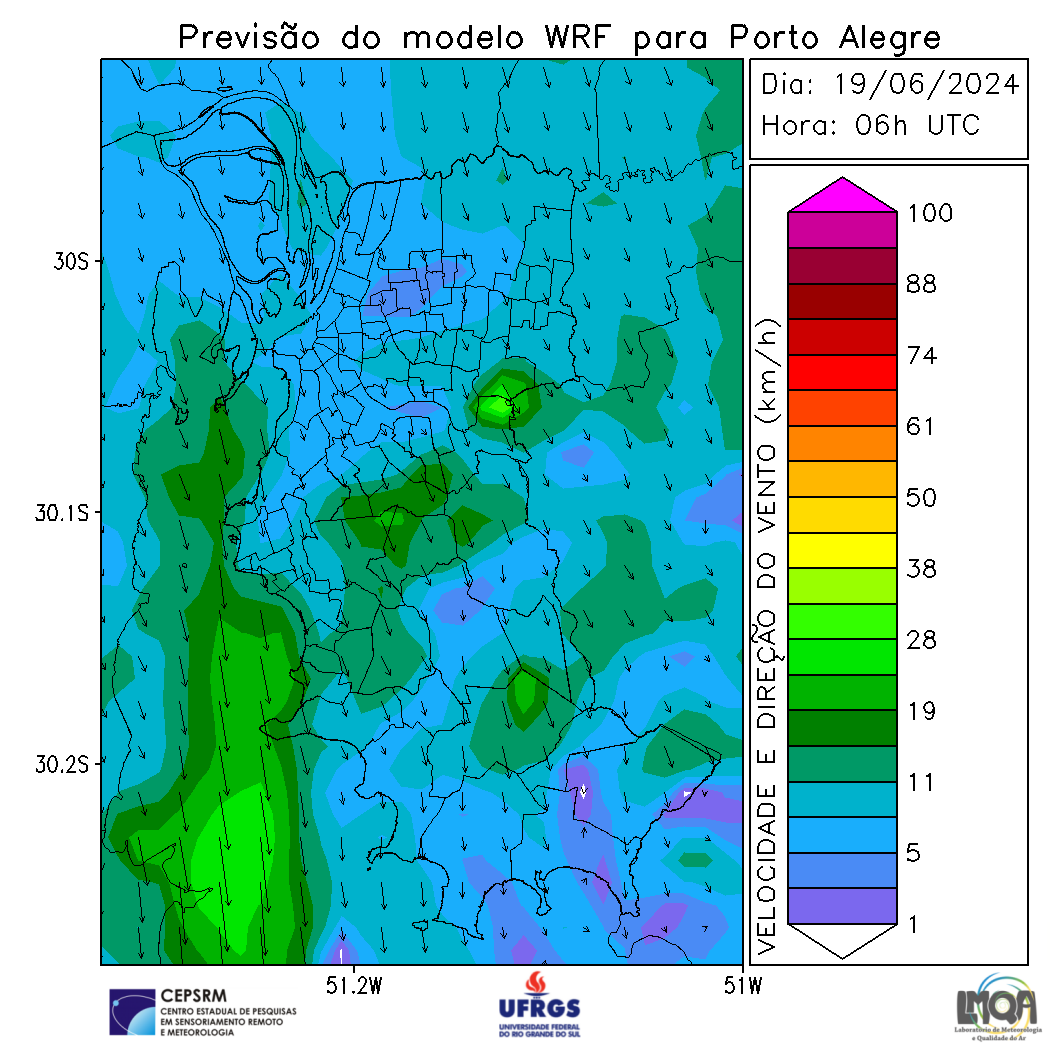 Previsão do modelo WRF para Porto Alegre
Dia: 19/06/2024
Hora: 06h UTC
30S
30.1S
30.2S
51.2W
51W
VELOCIDADE E DIREÇÃO DO VENTO (km/h)
100
88
74
61
50
38
28
19
11
5
1
CEPSRM
CENTRO ESTADUAL DE PESQUISAS
EM SENSORIAMENTO REMOTO
E METEOROLOGIA
UFRGS
UNIVERSIDADE FEDERAL
DO RIO GRANDE DO SUL
LMQA
Laboratório de Meteorologia
e Qualidade do Ar